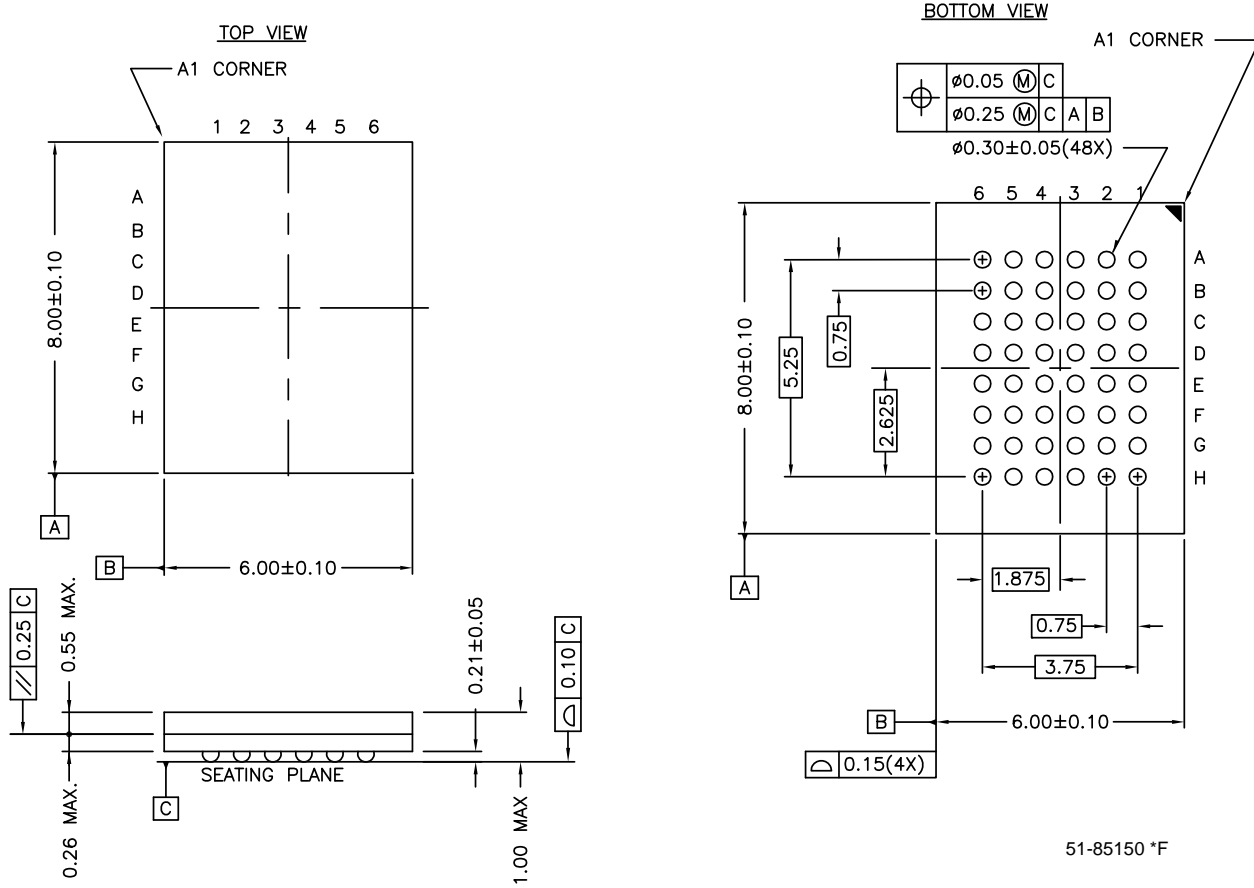 TOP VIEW
A1 CORNER
1 2 3 4 5 6
A
B
C
D
E
F
G
H
8.00±0.10
A
B
6.00±0.10
// 0.25 C
0.55 MAX.
0.26 MAX.
0.21±0.05
0.10 C
1.00 MAX
SEATING PLANE
C
BOTTOM VIEW
A1 CORNER
ø0.05 Ⓜ C
ø0.25 Ⓜ C A B
ø0.30±0.05(48X)
6 5 4 3 2 1
A
B
C
D
E
F
G
H
8.00±0.10
5.25
0.75
2.625
A
1.875
0.75
3.75
B
6.00±0.10
0.15(4X)
51-85150 *F